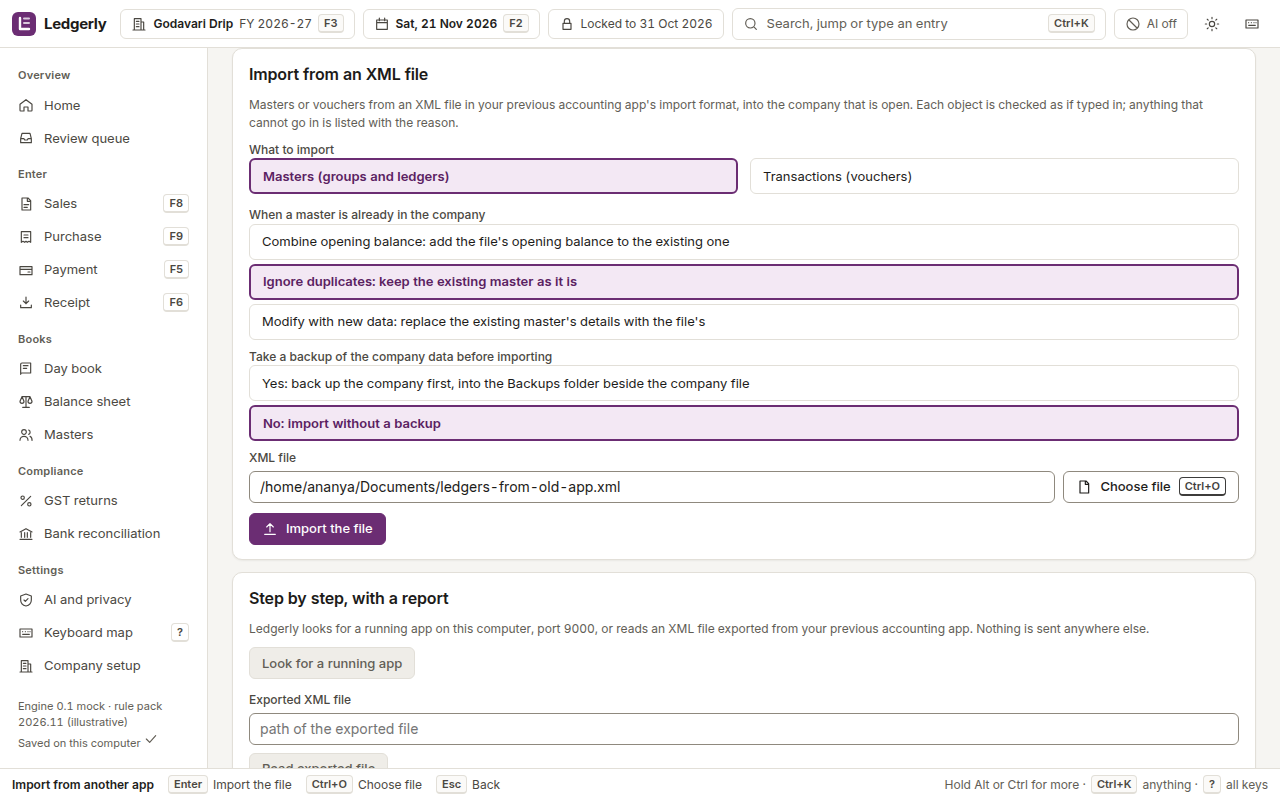 Ledgerly
Godavari Drip FY 2026-27 F3
Sat, 21 Nov 2026 F2
Locked to 31 Oct 2026
Search, jump or type an entry Ctrl+K
AI off
Overview
Home
Review queue
Enter
Sales F8
Purchase F9
Payment F5
Receipt F6
Books
Day book
Balance sheet
Masters
Compliance
GST returns
Bank reconciliation
Settings
AI and privacy
Keyboard map ?
Company setup
Engine 0.1 mock · rule pack
2026.11 (illustrative)
Saved on this computer
Import from an XML file
Masters or vouchers from an XML file in your previous accounting app's import format, into the company that is open. Each object is checked as if typed in; anything that
cannot go in is listed with the reason.
What to import
Masters (groups and ledgers)
Transactions (vouchers)
When a master is already in the company
Combine opening balance: add the file's opening balance to the existing one
Ignore duplicates: keep the existing master as it is
Modify with new data: replace the existing master's details with the file's
Take a backup of the company data before importing
Yes: back up the company first, into the Backups folder beside the company file
No: import without a backup
XML file
/home/ananya/Documents/ledgers-from-old-app.xml
Choose file Ctrl+O
Import the file
Step by step, with a report
Ledgerly looks for a running app on this computer, port 9000, or reads an XML file exported from your previous accounting app. Nothing is sent anywhere else.
Look for a running app
Exported XML file
path of the exported file
Read exported file
Import from another app Enter Import the file Ctrl+O Choose file Esc Back
Hold Alt or Ctrl for more · Ctrl+K anything · ? all keys